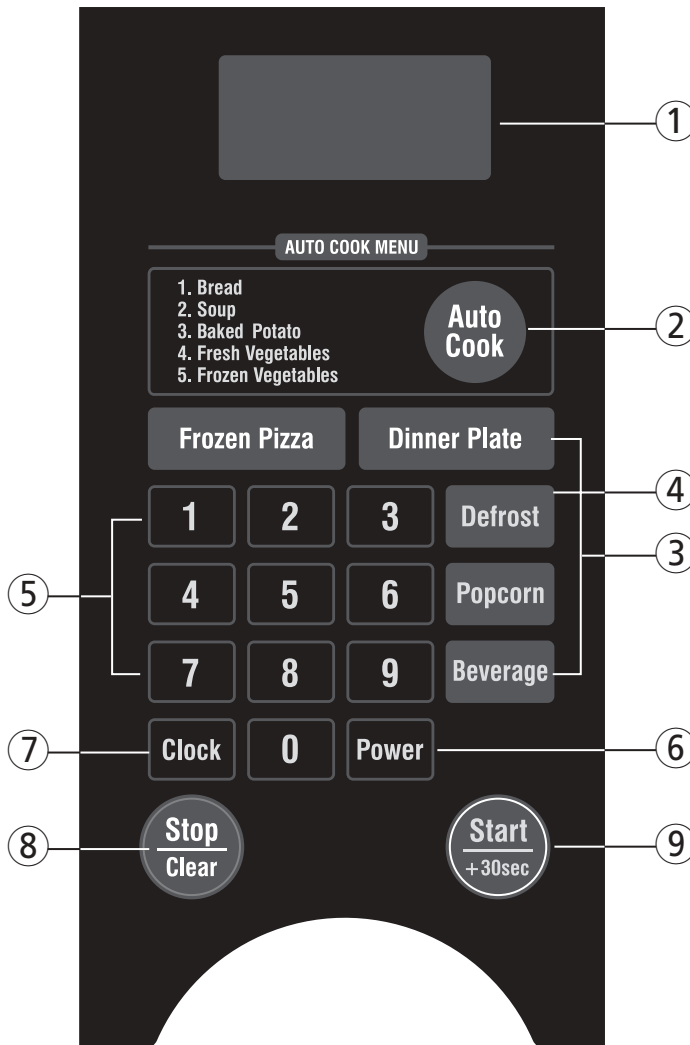 ①
AUTO COOK MENU
1. Bread
2. Soup
3. Baked Potato
4. Fresh Vegetables
5. Frozen Vegetables
Auto
Cook
②
Frozen Pizza
Dinner Plate
1
2
3
Defrost
④
③
⑤
4
5
6
Popcorn
7
8
9
Beverage
⑦
Clock
0
Power
⑥
⑧
Stop
Clear
Start
+30sec
⑨